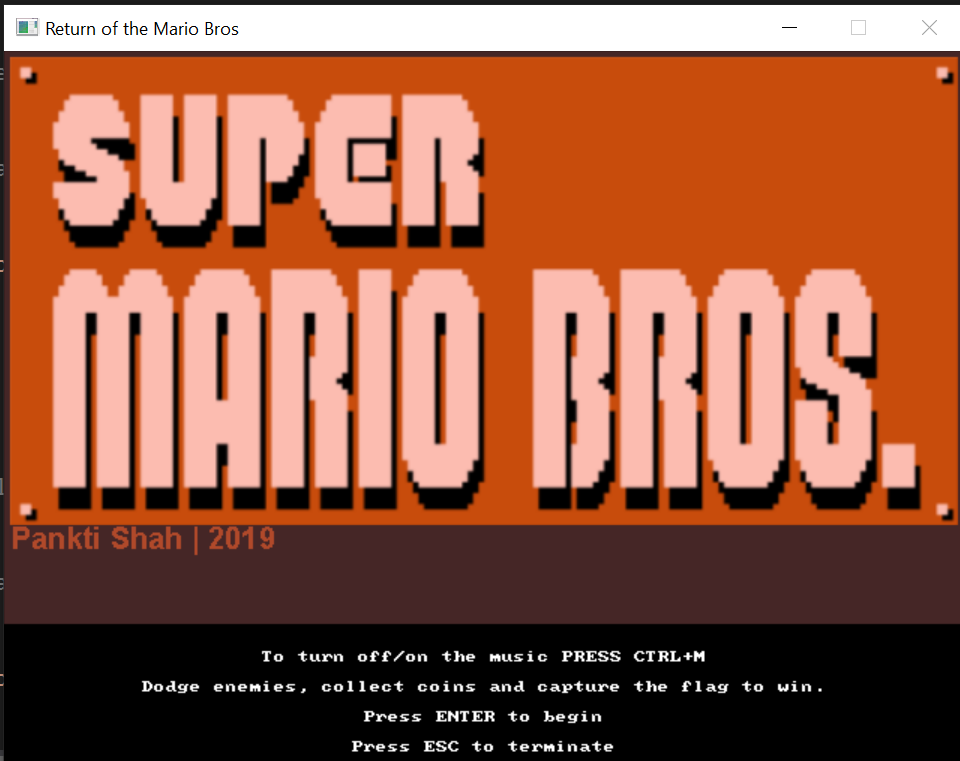 Return of the Mario Bros
SUPER
MARIO BROS.
Pankti Shah | 2019
To turn off/on the music PRESS CTRL+M
Dodge enemies, collect coins and capture the flag to win.
Press ENTER to begin
Press ESC to terminate